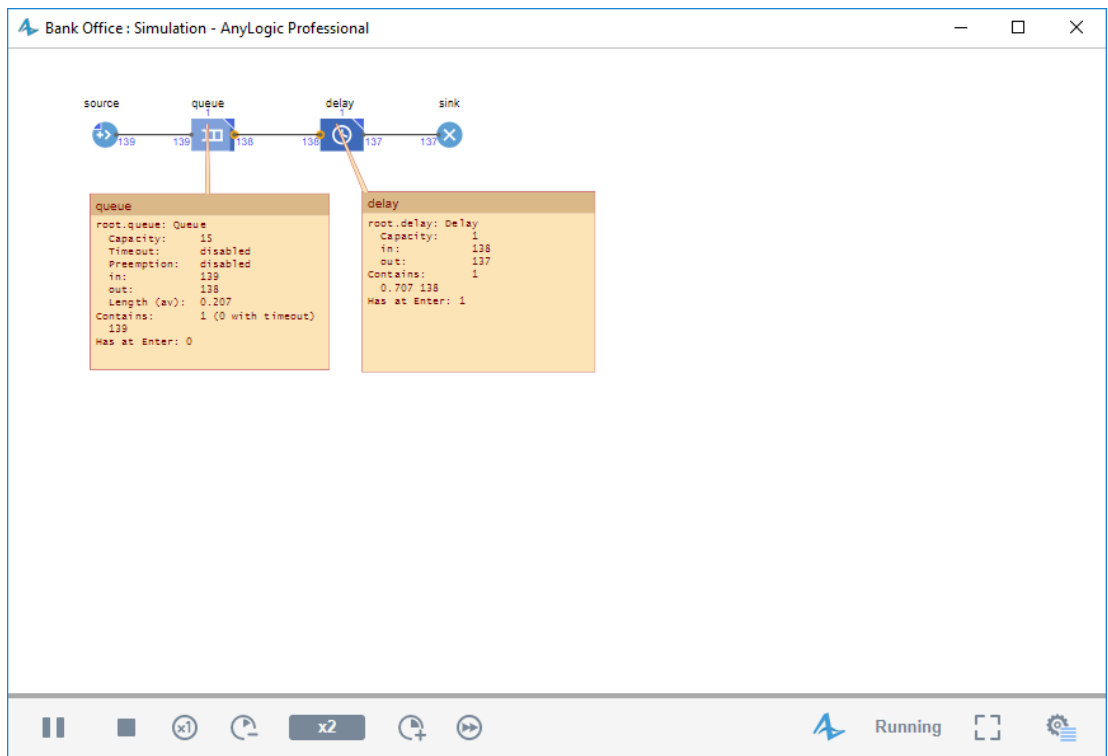 Bank Office : Simulation - AnyLogic Professional
source queue delay sink
1 1
139 139 138 138 137 137
queue
root.queue: Queue
Capacity: 15
Timeout: disabled
Preemption: disabled
in: 139
out: 138
Length (av): 0.207
Contains: 1 (0 with timeout)
139
Has at Enter: 0
delay
root.delay: Delay
Capacity: 1
in: 138
out: 137
Contains: 1
0.707 138
Has at Enter: 1
x1 x2 Running